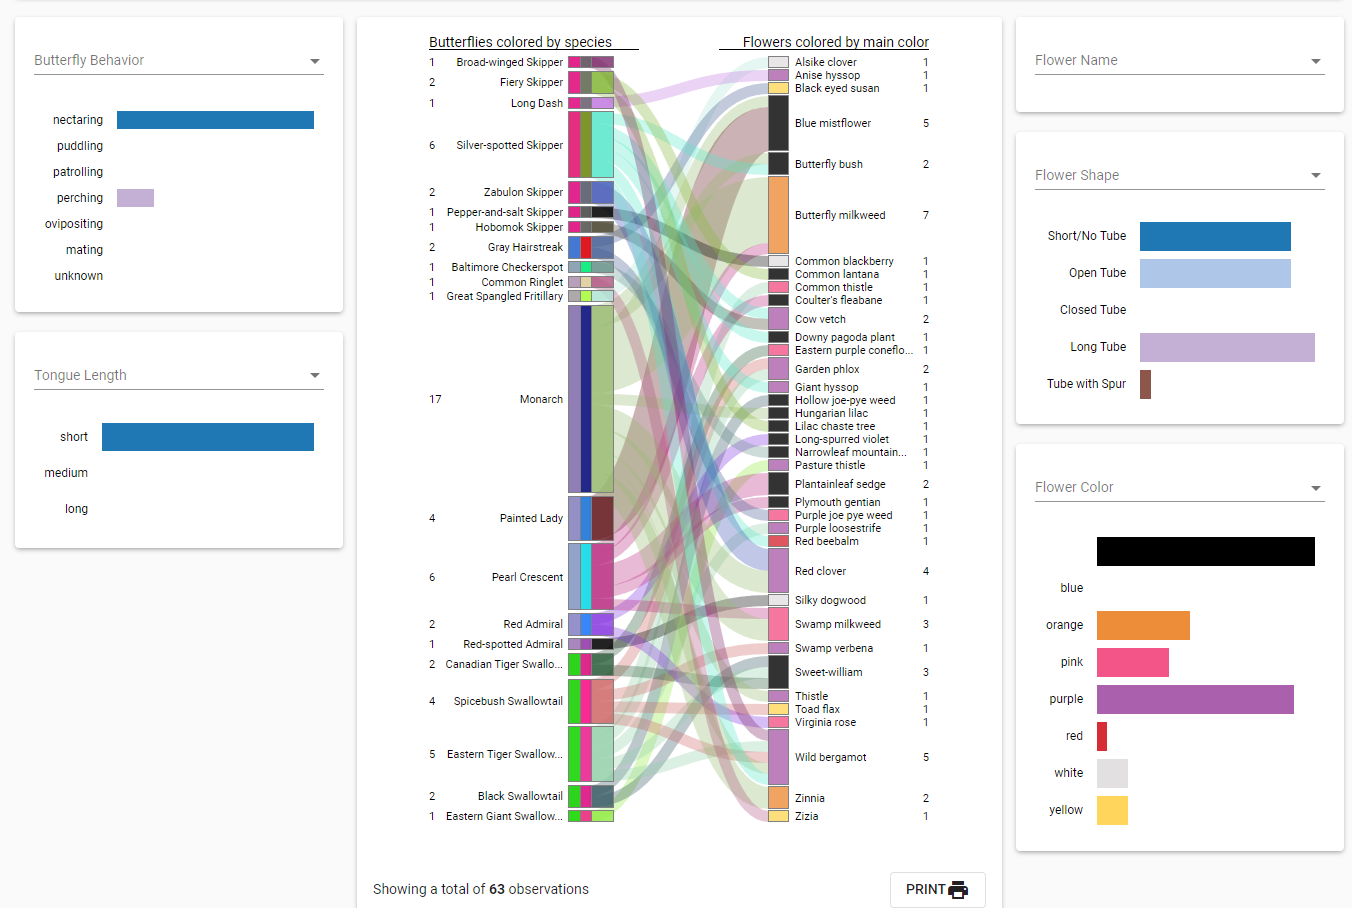 Butterfly Behavior
nectaring
puddling
patrolling
perching
ovipositing
mating
unknown
Tongue Length
short
medium
long
Butterflies colored by species
1 Broad-winged Skipper
2 Fiery Skipper
1 Long Dash
6 Silver-spotted Skipper
2 Zabulon Skipper
1 Pepper-and-salt Skipper
1 Hobomok Skipper
2 Gray Hairstreak
1 Baltimore Checkerspot
1 Common Ringlet
1 Great Spangled Fritillary
17 Monarch
4 Painted Lady
6 Pearl Crescent
2 Red Admiral
1 Red-spotted Admiral
2 Canadian Tiger Swallo...
4 Spicebush Swallowtail
5 Eastern Tiger Swallow...
2 Black Swallowtail
1 Eastern Giant Swallow...
Flowers colored by main color
Alsike clover 1
Anise hyssop 1
Black eyed susan 1
Blue mistflower 5
Butterfly bush 2
Butterfly milkweed 7
Common blackberry 1
Common lantana 1
Common thistle 1
Coulter's fleabane 1
Cow vetch 2
Downy pagoda plant 1
Eastern purple coneflo... 1
Garden phlox 2
Giant hyssop 1
Hollow joe-pye weed 1
Hungarian lilac 1
Lilac chaste tree 1
Long-spurred violet 1
Narrowleaf mountain... 1
Pasture thistle 1
Plantainleaf sedge 2
Plymouth gentian 1
Purple joe pye weed 1
Purple loosestrife 1
Red beebalm 1
Red clover 4
Silky dogwood 1
Swamp milkweed 3
Swamp verbena 1
Sweet-william 3
Thistle 1
Toad flax 1
Virginia rose 1
Wild bergamot 5
Zinnia 2
Zizia 1
Showing a total of 63 observations
PRINT
Flower Name
Flower Shape
Short/No Tube
Open Tube
Closed Tube
Long Tube
Tube with Spur
Flower Color
blue
orange
pink
purple
red
white
yellow